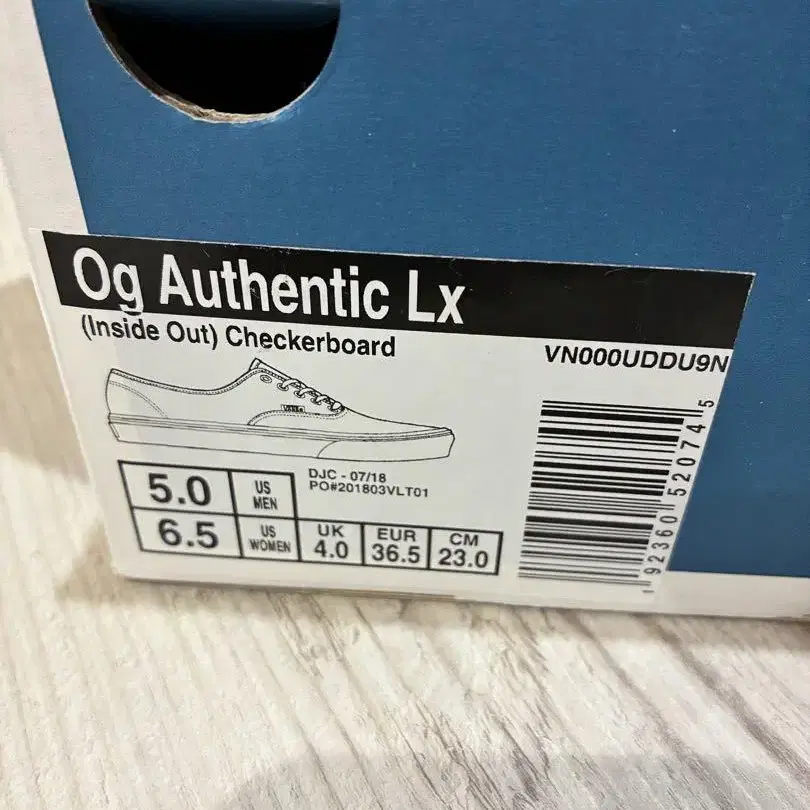 Og Authentic Lx
(Inside Out) Checkerboard
VN000UDDU9N
VANS
DJC - 07/18
PO#201803VLT01
5.0 US MEN
6.5 US WOMEN UK 4.0 EUR 36.5 CM 23.0
1 92360 52074 5